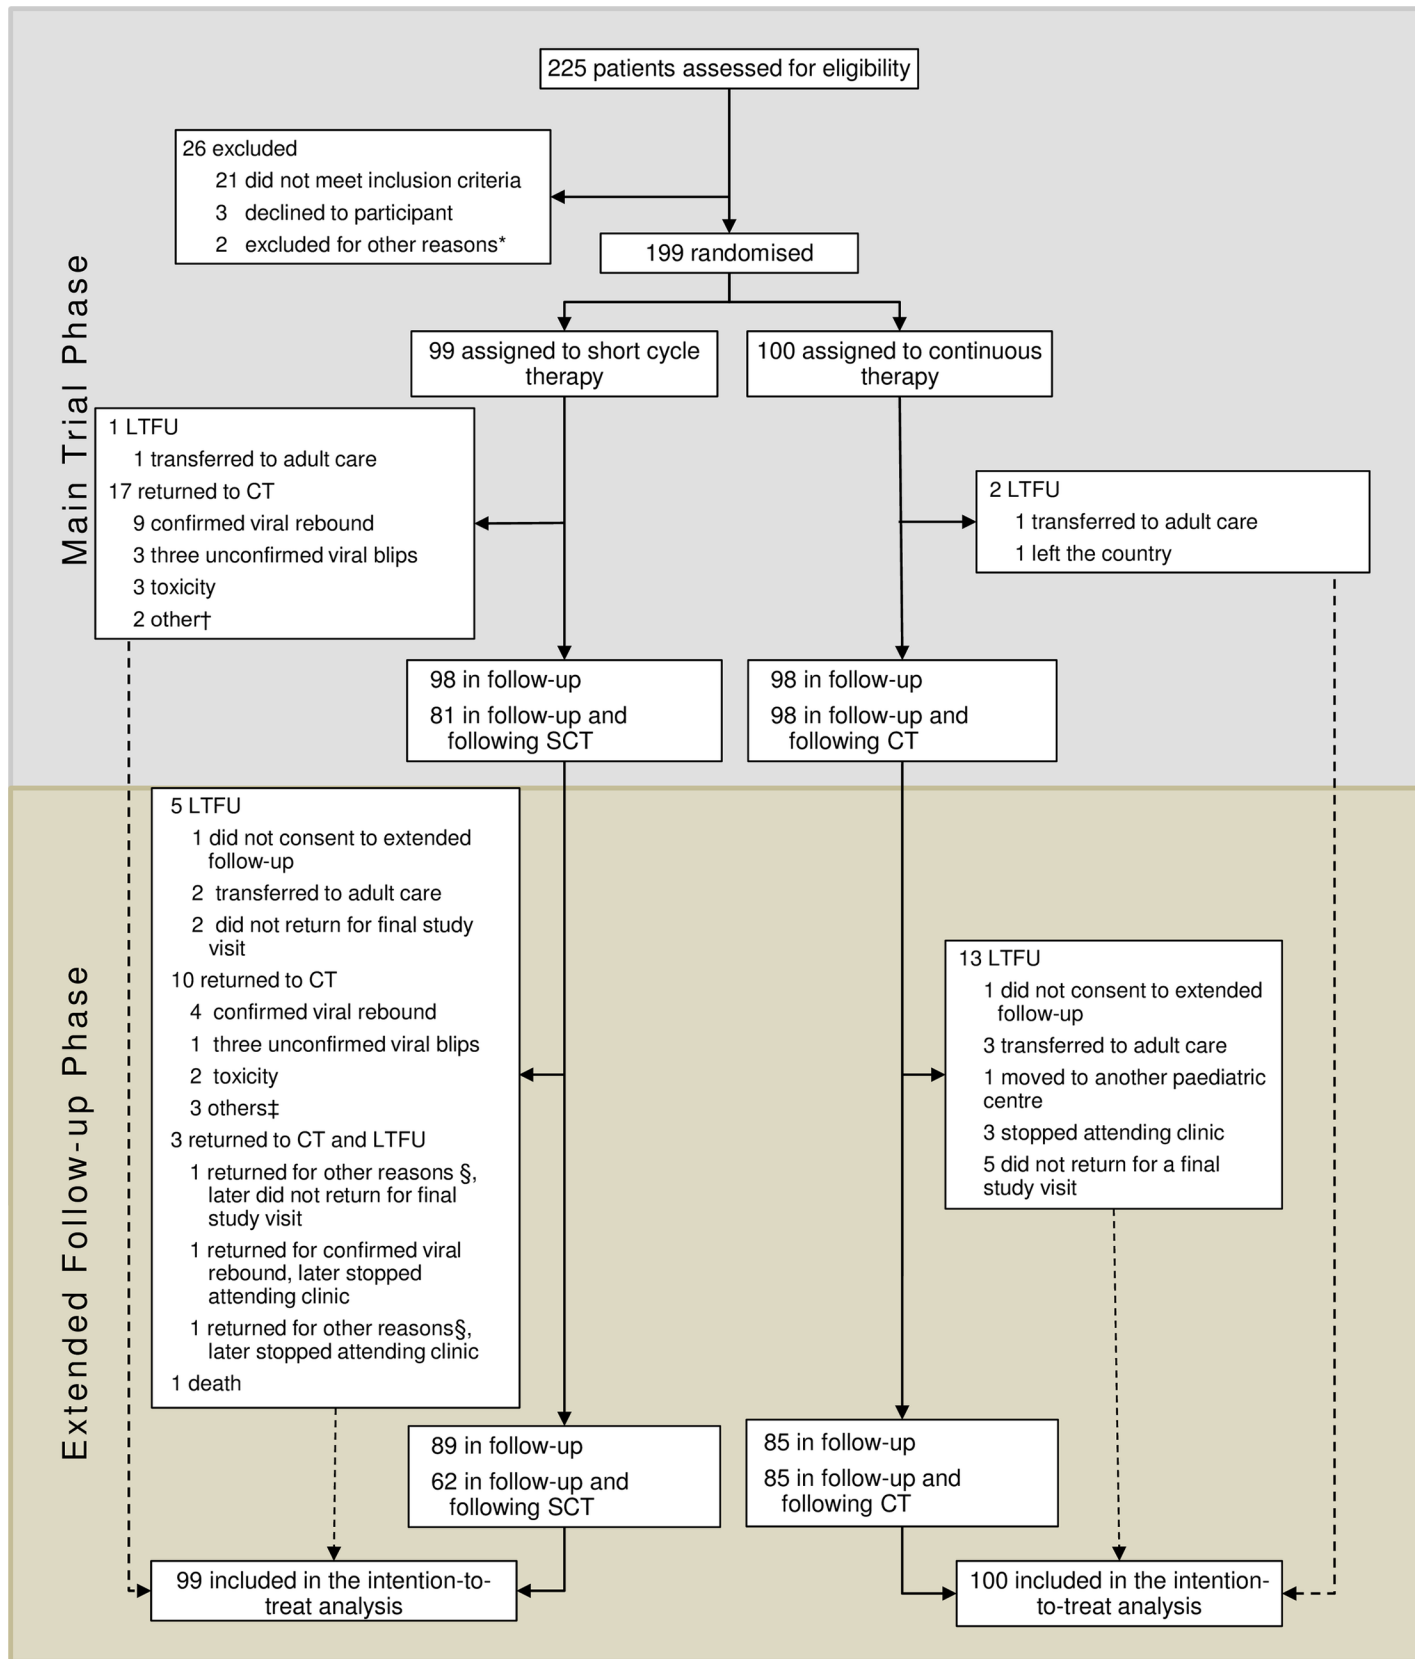 225 patients assessed for eligibility
26 excluded
21 did not meet inclusion criteria
3 declined to participant
2 excluded for other reasons*
199 randomised
99 assigned to short cycle
therapy
100 assigned to continuous
therapy
Main Trial Phase
1 LTFU
1 transferred to adult care
17 returned to CT
9 confirmed viral rebound
3 three unconfirmed viral blips
3 toxicity
2 other†
2 LTFU
1 transferred to adult care
1 left the country
98 in follow-up
81 in follow-up and
following SCT
98 in follow-up
98 in follow-up and
following CT
Extended Follow-up Phase
5 LTFU
1 did not consent to extended
follow-up
2 transferred to adult care
2 did not return for final study
visit
10 returned to CT
4 confirmed viral rebound
1 three unconfirmed viral blips
2 toxicity
3 others‡
3 returned to CT and LTFU
1 returned for other reasons §,
later did not return for final
study visit
1 returned for confirmed viral
rebound, later stopped
attending clinic
1 returned for other reasons§,
later stopped attending clinic
1 death
13 LTFU
1 did not consent to extended
follow-up
3 transferred to adult care
1 moved to another paediatric
centre
3 stopped attending clinic
5 did not return for a final
study visit
89 in follow-up
62 in follow-up and
following SCT
85 in follow-up
85 in follow-up and
following CT
99 included in the intention-to-
treat analysis
100 included in the intention-
to-treat analysis